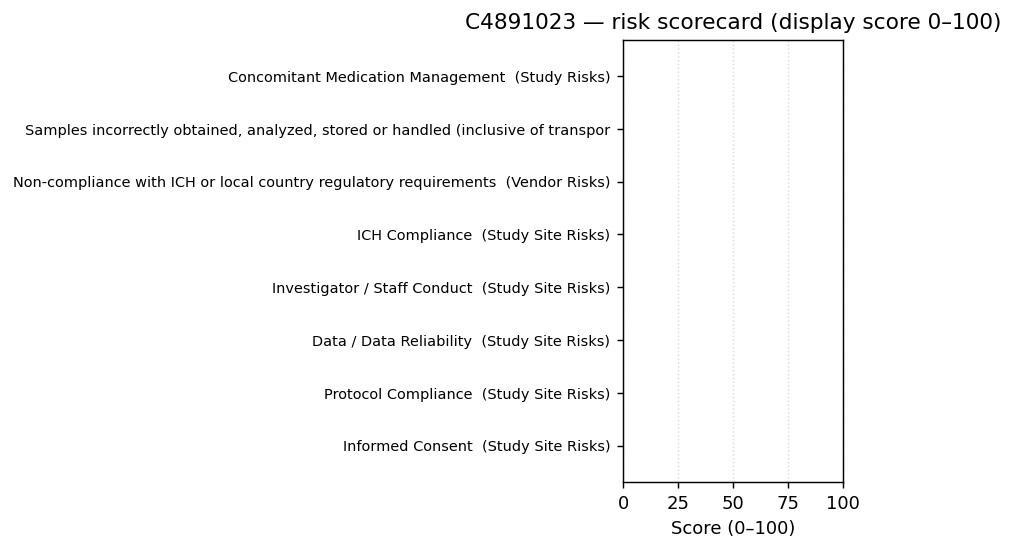 C4891023 — risk scorecard (display score 0–100)
Concomitant Medication Management  (Study Risks)
Samples incorrectly obtained, analyzed, stored or handled (inclusive of transpor
Non-compliance with ICH or local country regulatory requirements  (Vendor Risks)
ICH Compliance  (Study Site Risks)
Investigator / Staff Conduct  (Study Site Risks)
Data / Data Reliability  (Study Site Risks)
Protocol Compliance  (Study Site Risks)
Informed Consent  (Study Site Risks)
0 25 50 75 100
Score (0–100)